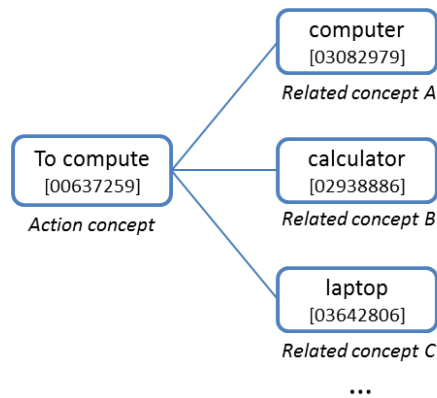 computer
[03082979]
Related concept A
To compute
[00637259]
Action concept
calculator
[02938886]
Related concept B
laptop
[03642806]
Related concept C
...